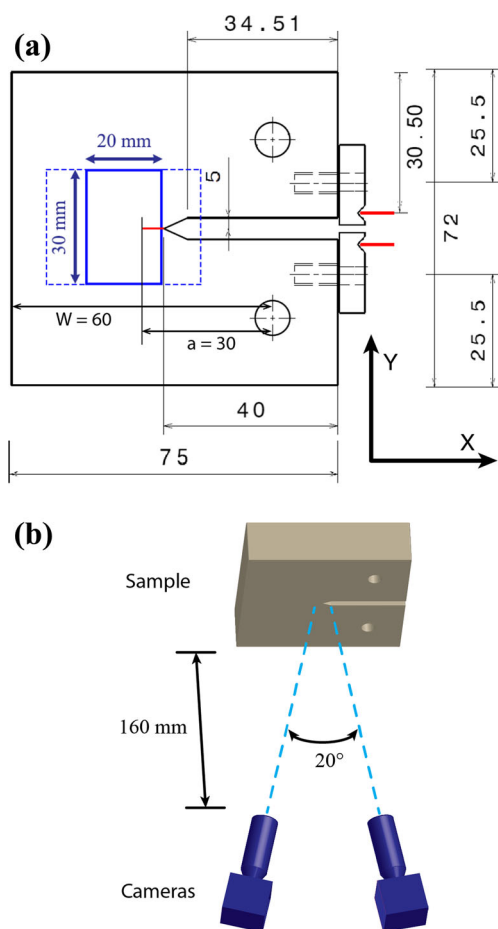 (a)
34.51
20 mm
30 mm
5
30.50
25.5
72
25.5
W = 60
a = 30
40
75
Y
X
(b)
Sample
160 mm
20°
Cameras